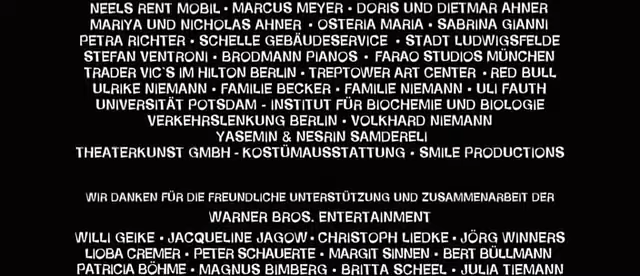 NEELS RENT MOBIL • MARCUS MEYER • DORIS UND DIETMAR AHNER
MARIYA UND NICHOLAS AHNER • OSTERIA MARIA • SABRINA GIANNI
PETRA RICHTER • SCHELLE GEBÄUDESERVICE • STADT LUDWIGSFELDE
STEFAN VENTRONI • BRODMANN PIANOS • FARAO STUDIOS MÜNCHEN
TRADER VIC`S IM HILTON BERLIN • TREPTOWER ART CENTER • RED BULL
ULRIKE NIEMANN • FAMILIE BECKER • FAMILIE NIEMANN • ULI FAUTH
UNIVERSITÄT POTSDAM - INSTITUT FÜR BIOCHEMIE UND BIOLOGIE
VERKEHRSLENKUNG BERLIN • VOLKHARD NIEMANN
YASEMIN & NESRIN SAMDERELI
THEATERKUNST GMBH - KOSTÜMAUSSTATTUNG • SMILE PRODUCTIONS
WIR DANKEN FÜR DIE FREUNDLICHE UNTERSTÜTZUNG UND ZUSAMMENARBEIT DER
WARNER BROS. ENTERTAINMENT
WILLI GEIKE • JACQUELINE JAGOW • CHRISTOPH LIEDKE • JÖRG WINNERS
LIOBA CREMER • PETER SCHAUERTE • MARGIT SINNEN • BERT BÜLLMANN
PATRICIA BÖHME • MAGNUS BIMBERG • BRITTA SCHEEL • JULIA TIEMANN